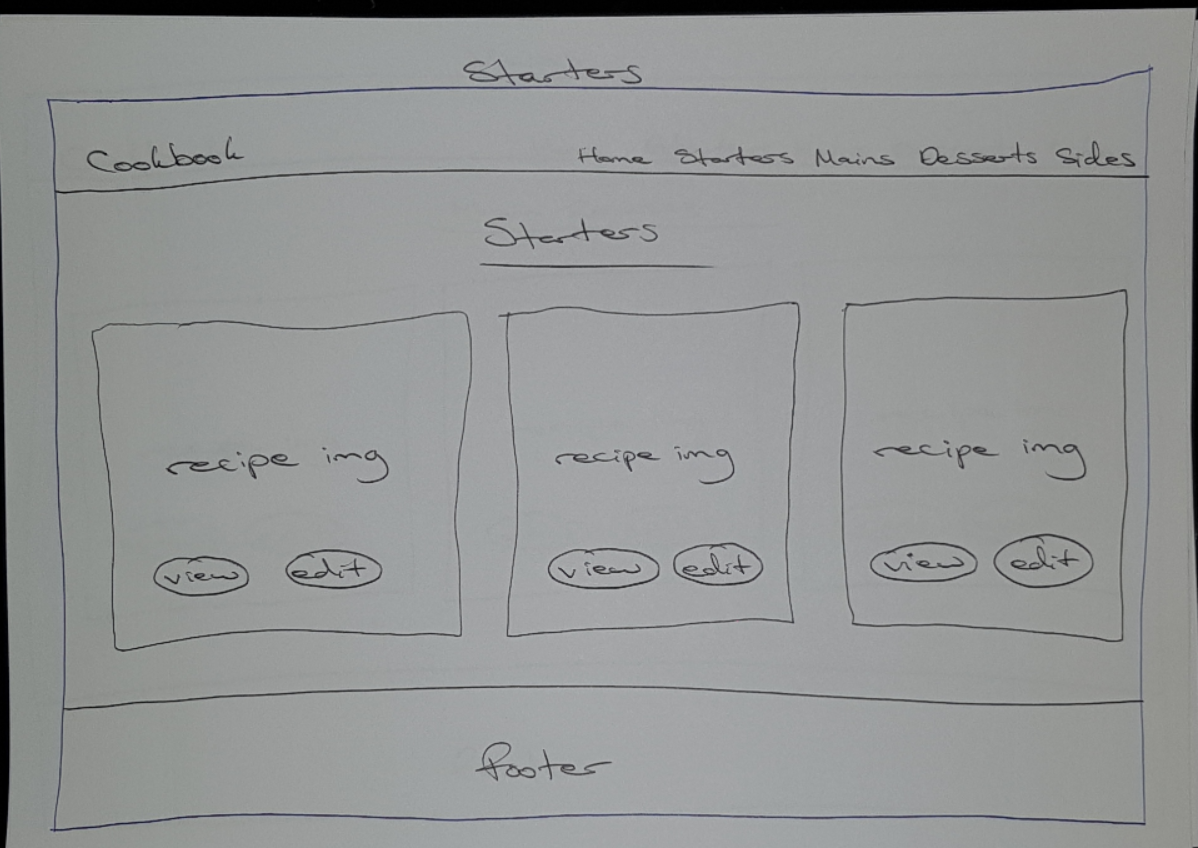 Starters
Cookbook Home Starters Mains Desserts Sides
Starters
recipe img recipe img recipe img
view edit view edit view edit
footer